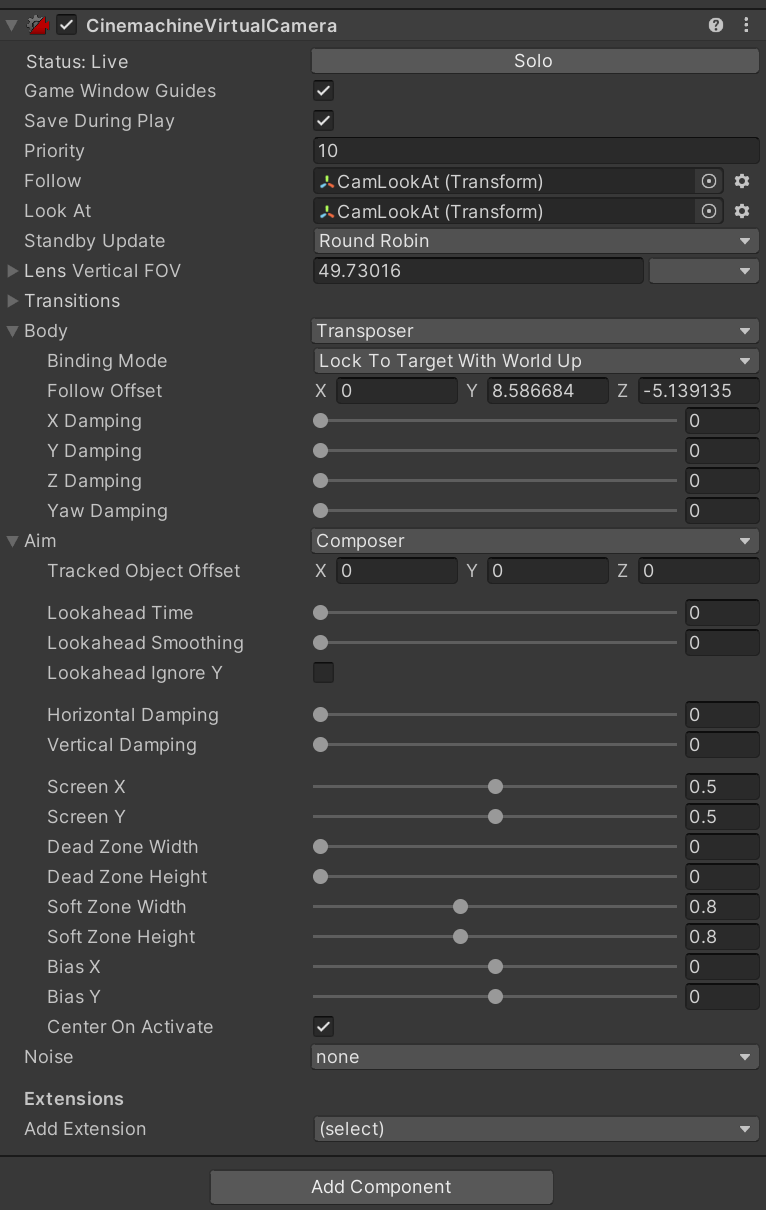 CinemachineVirtualCamera
Status: Live Solo
Game Window Guides
Save During Play
Priority 10
Follow CamLookAt (Transform)
Look At CamLookAt (Transform)
Standby Update Round Robin
Lens Vertical FOV 49.73016
Transitions
Body Transposer
Binding Mode Lock To Target With World Up
Follow Offset X 0 Y 8.586684 Z -5.139135
X Damping 0
Y Damping 0
Z Damping 0
Yaw Damping 0
Aim Composer
Tracked Object Offset X 0 Y 0 Z 0
Lookahead Time 0
Lookahead Smoothing 0
Lookahead Ignore Y
Horizontal Damping 0
Vertical Damping 0
Screen X 0.5
Screen Y 0.5
Dead Zone Width 0
Dead Zone Height 0
Soft Zone Width 0.8
Soft Zone Height 0.8
Bias X 0
Bias Y 0
Center On Activate
Noise none
Extensions
Add Extension (select)
Add Component